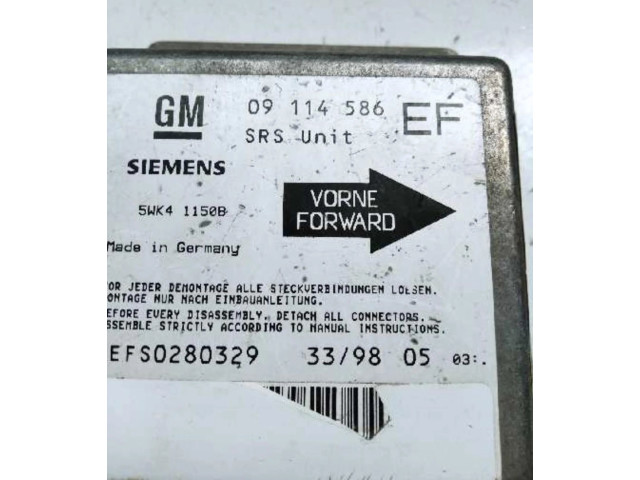 GM 09 114 586 EF
SRS Unit
SIEMENS
VORNE
FORWARD
5WK4 1150B
Made in Germany
OR JEDER DEMONTAGE ALLE STECKVERBINDUNGEN LOESEN.
ONTAGE NUR NACH EINBAUANLEITUNG.
EFORE EVERY DISASSEMBLY, DETACH ALL CONNECTORS.
SSEMBLE STRICTLY ACCORDING TO MANUAL INSTRUCTIONS.
EFS0280329 33/98 05 03:.